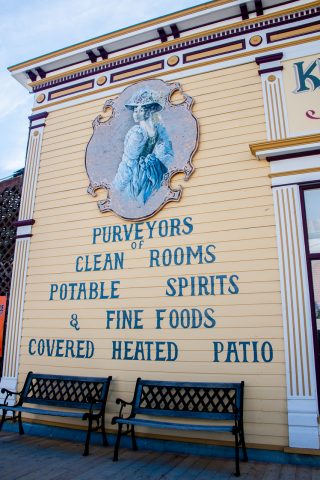 PURVEYORS
OF
CLEAN ROOMS
POTABLE SPIRITS
& FINE FOODS
COVERED HEATED PATIO